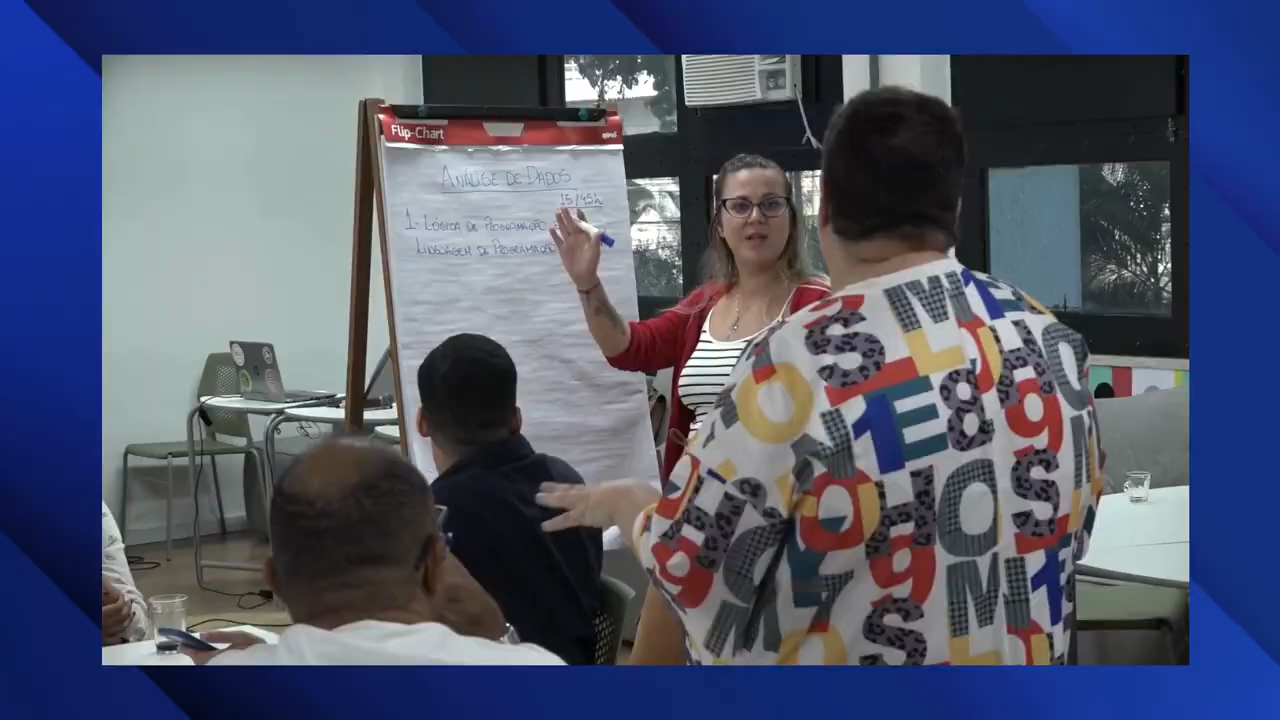 Flip-Chart
ANÁLISE DE DADOS
15/45h
1- LÓGICA DE PROGRAMAÇÃO
LINGUAGEM DE PROGRAMAÇÃO